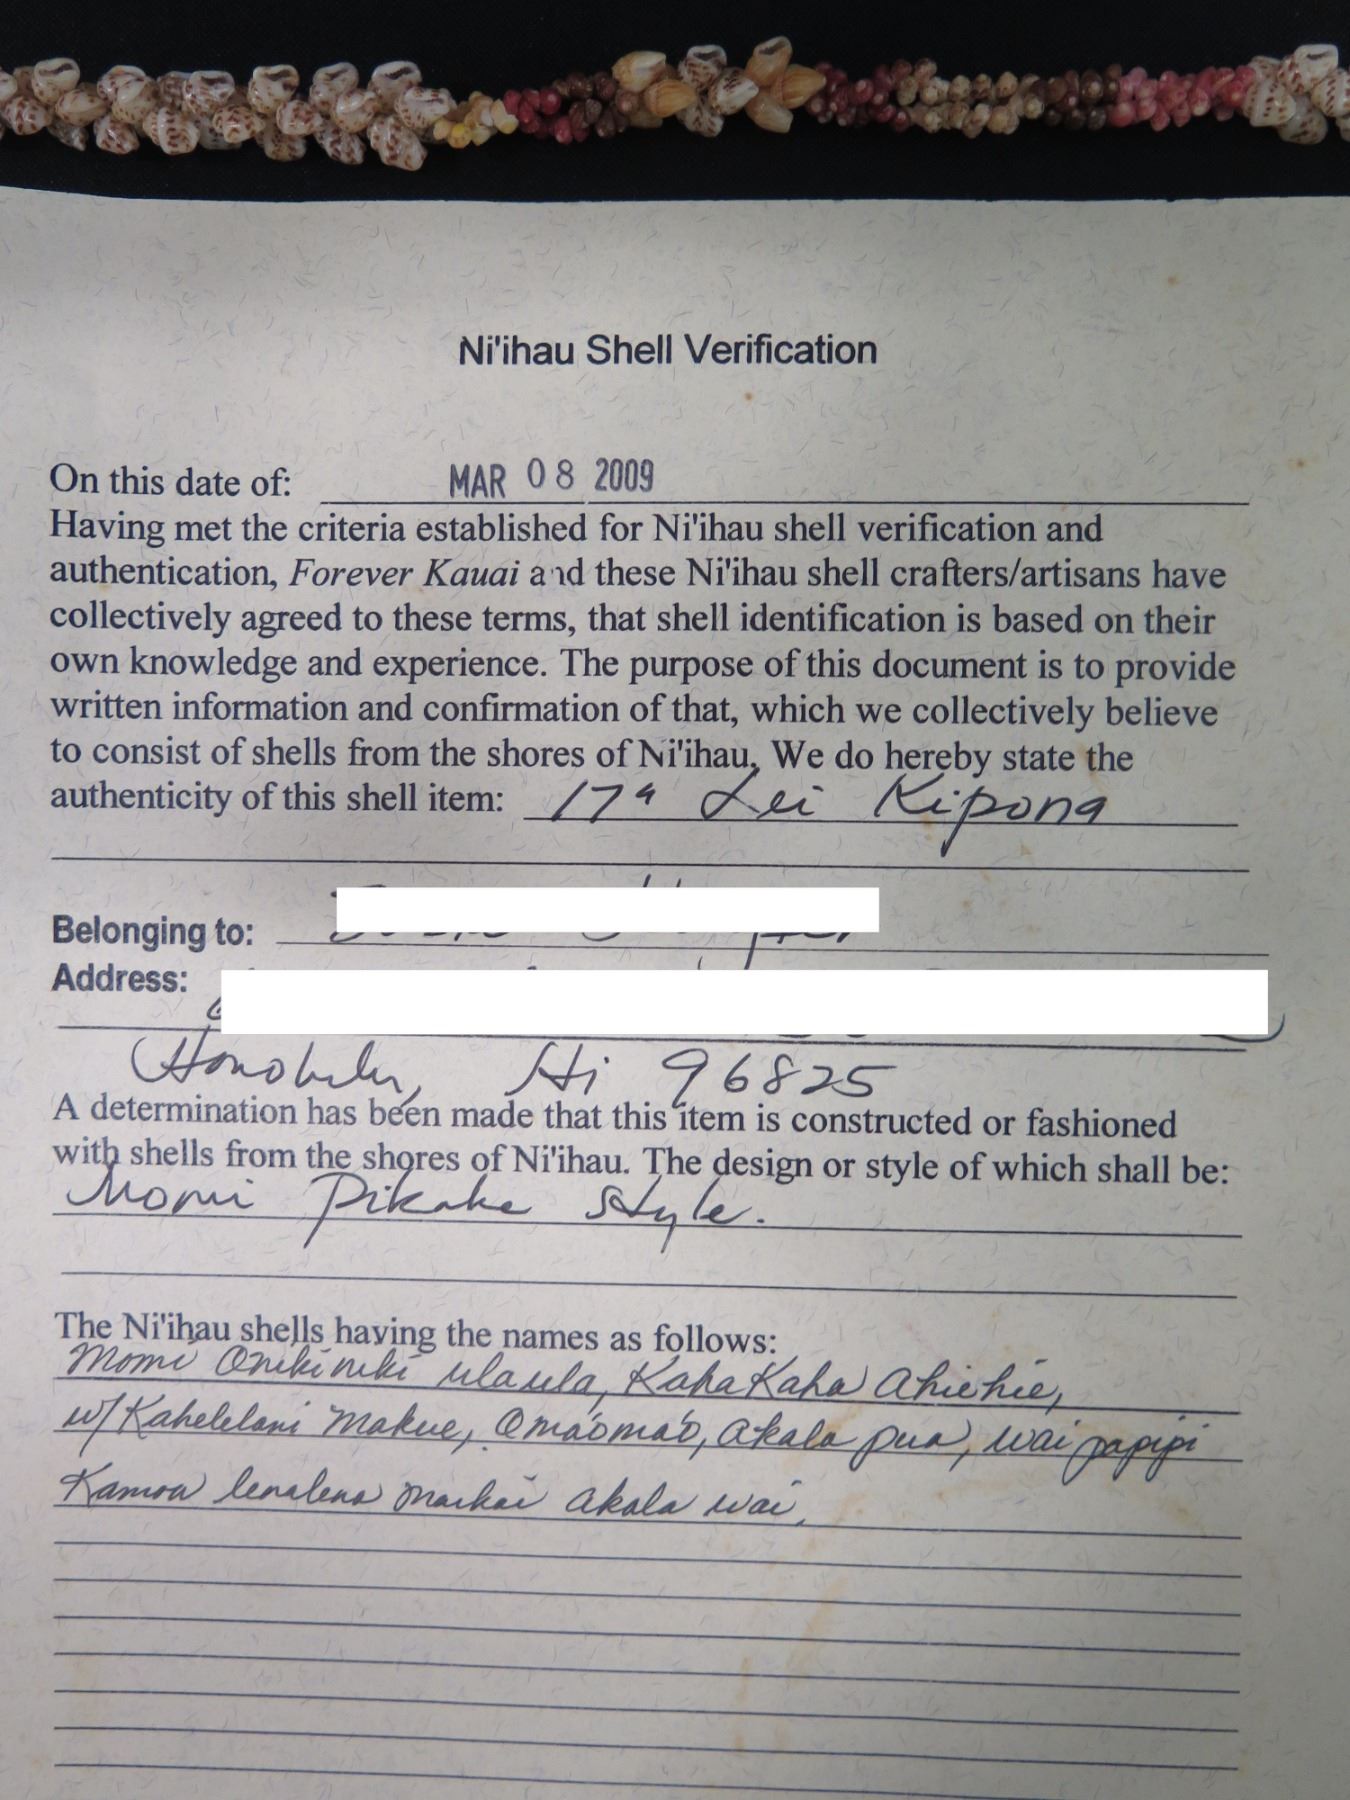 Ni'ihau Shell Verification
On this date of: MAR 08 2009
Having met the criteria established for Ni'ihau shell verification and
authentication, Forever Kauai and these Ni'ihau shell crafters/artisans have
collectively agreed to these terms, that shell identification is based on their
own knowledge and experience. The purpose of this document is to provide
written information and confirmation of that, which we collectively believe
to consist of shells from the shores of Ni'ihau. We do hereby state the
authenticity of this shell item: 17" Lei Kipona
Belonging to:
Address:
Honolulu, Hi 96825
A determination has been made that this item is constructed or fashioned
with shells from the shores of Ni'ihau. The design or style of which shall be:
Momi Pikake Style.
The Ni'ihau shells having the names as follows:
Momi Onikiniki ulaula, KahaKaha Ahiehie,
w/ Kahelelani Makue, Oma'oma'o, akala pua, wai papipi
Kamoa lenalena akala wai,